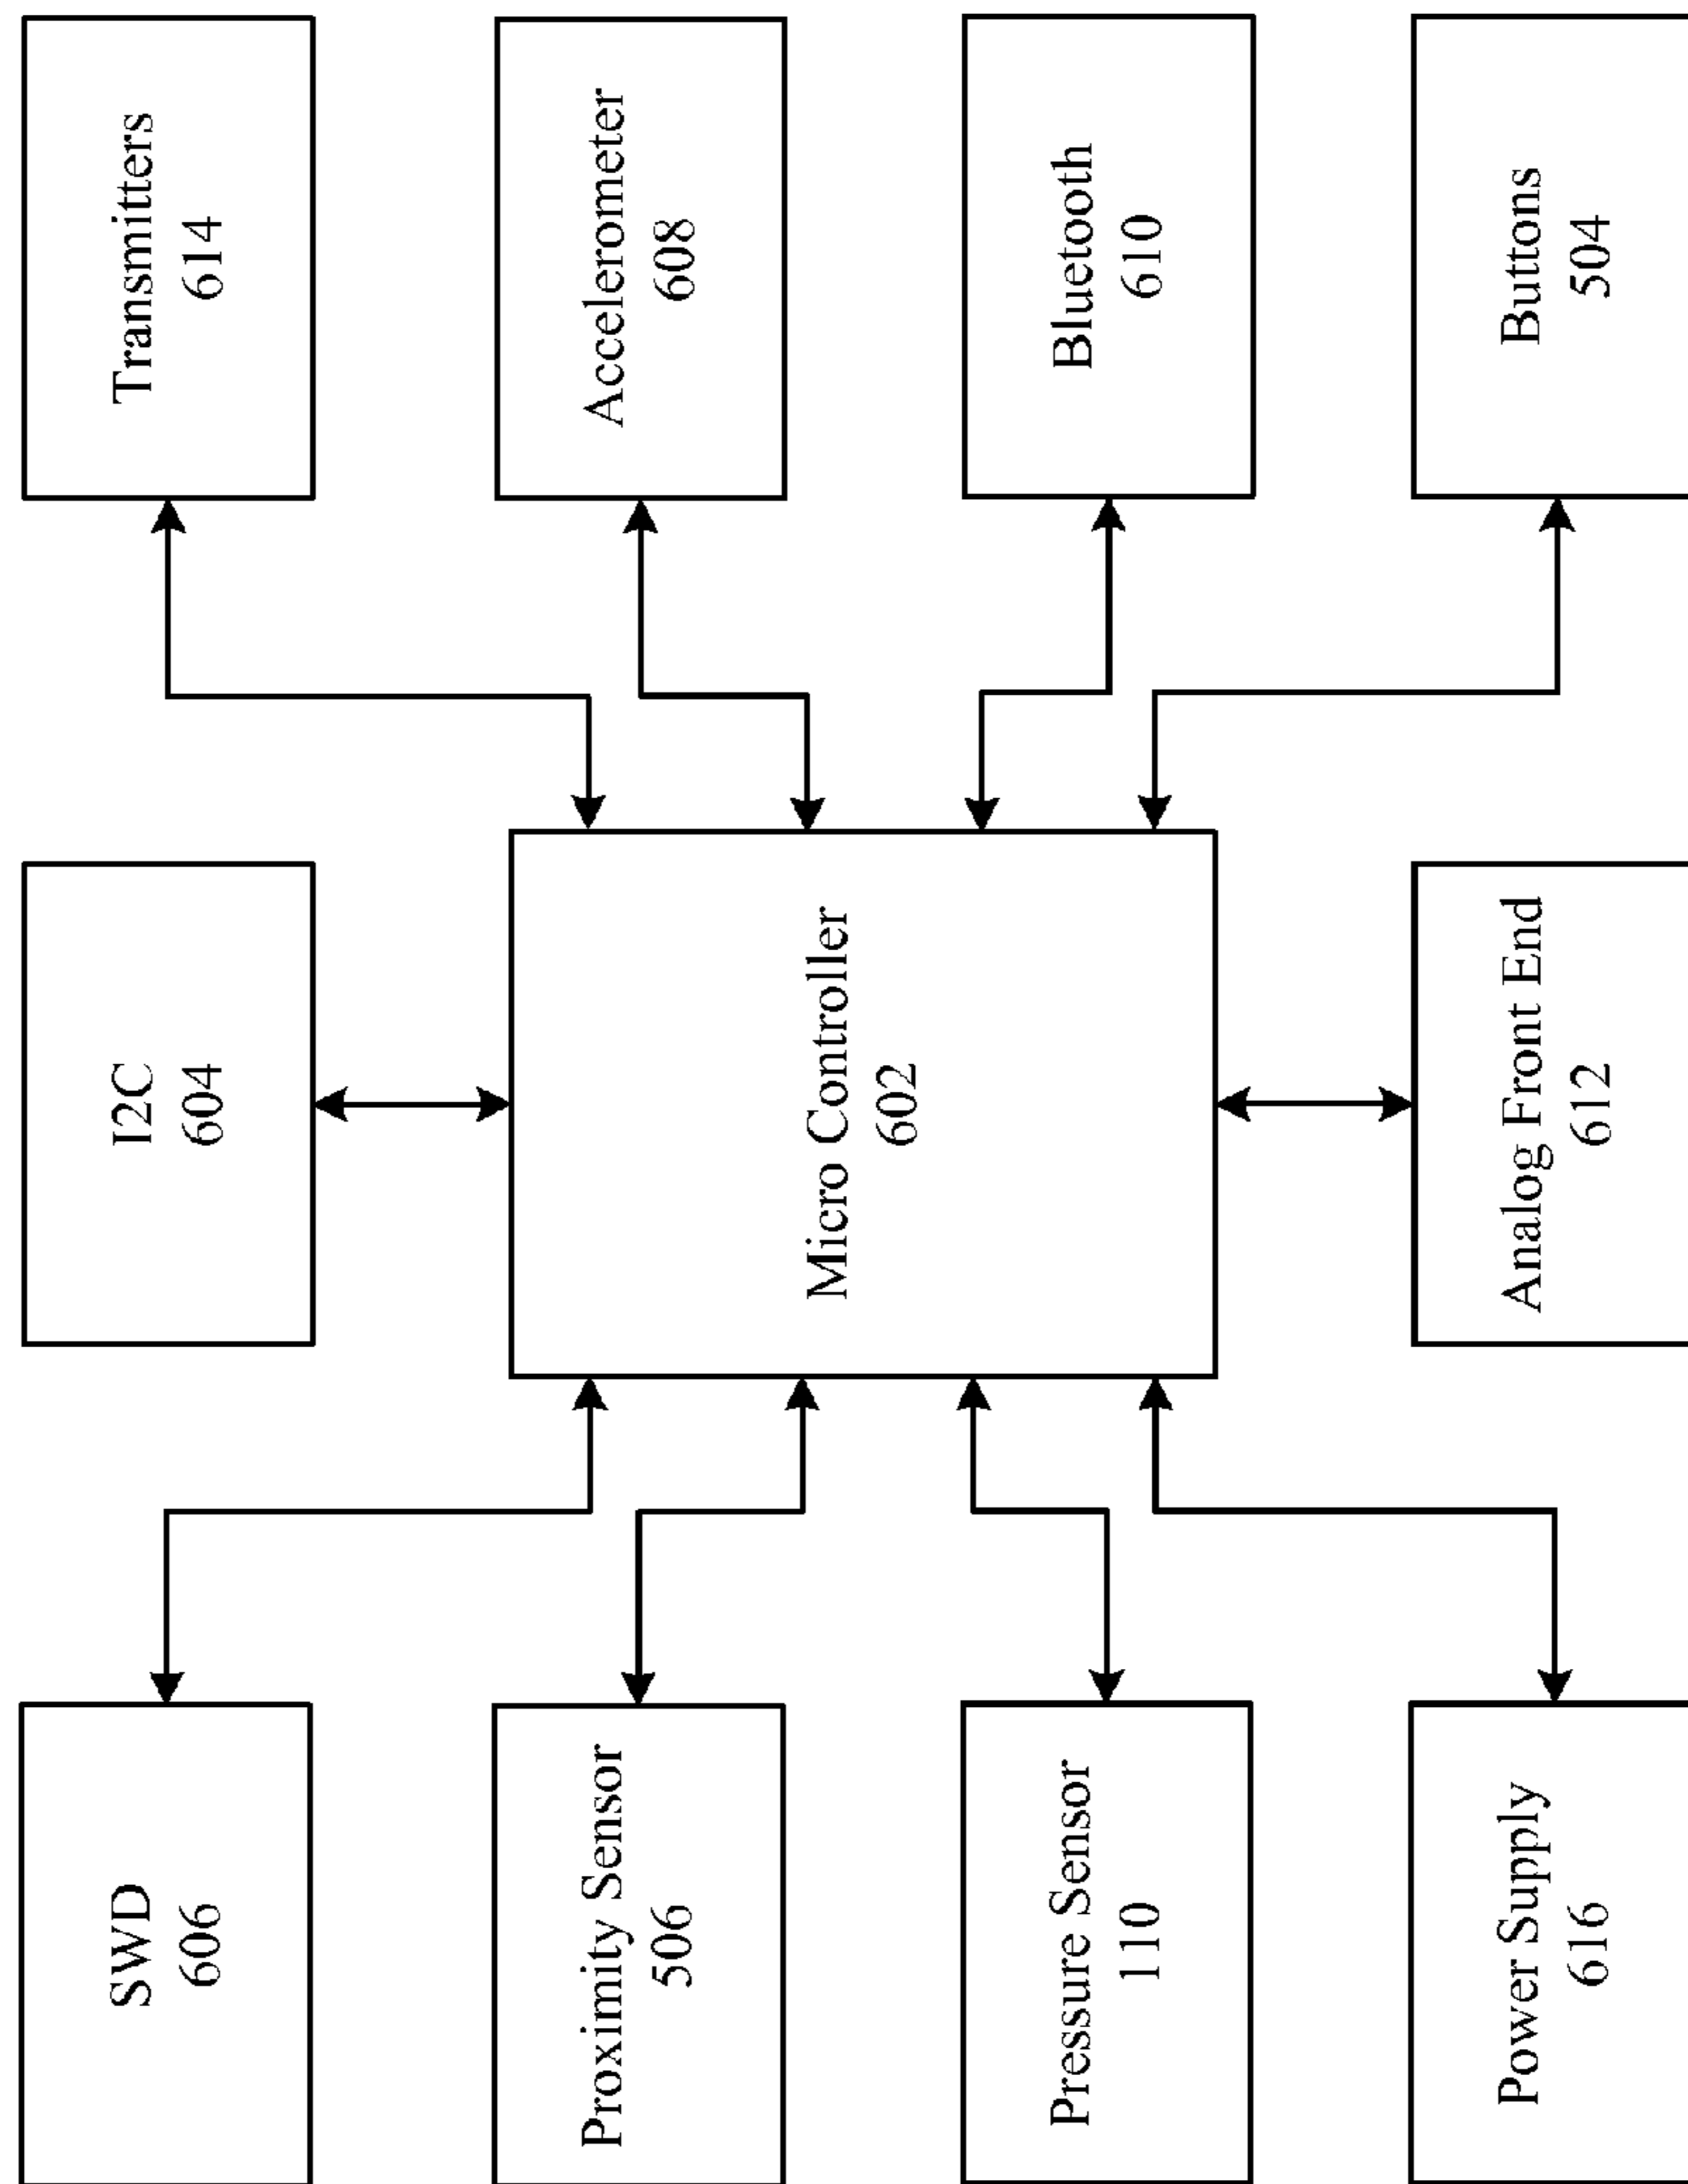 SWD
606
I2C
604
Transmitters
614
Proximity Sensor
506
Accelerometer
608
Micro Controller
602
Pressure Sensor
110
Bluetooth
610
Power Supply
616
Analog Front End
612
Buttons
504